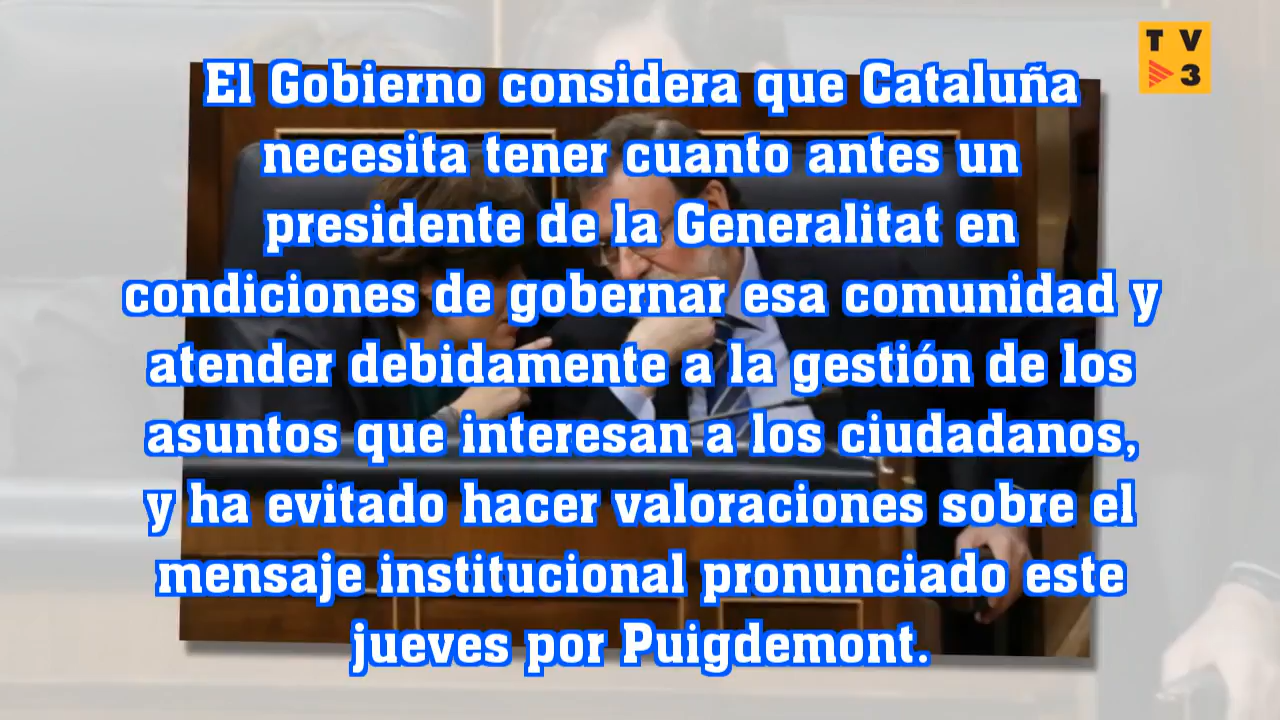 TV
3
El Gobierno considera que Cataluña
necesita tener cuanto antes un
presidente de la Generalitat en
condiciones de gobernar esa comunidad y
atender debidamente a la gestión de los
asuntos que interesan a los ciudadanos,
y ha evitado hacer valoraciones sobre el
mensaje institucional pronunciado este
jueves por Puigdemont.